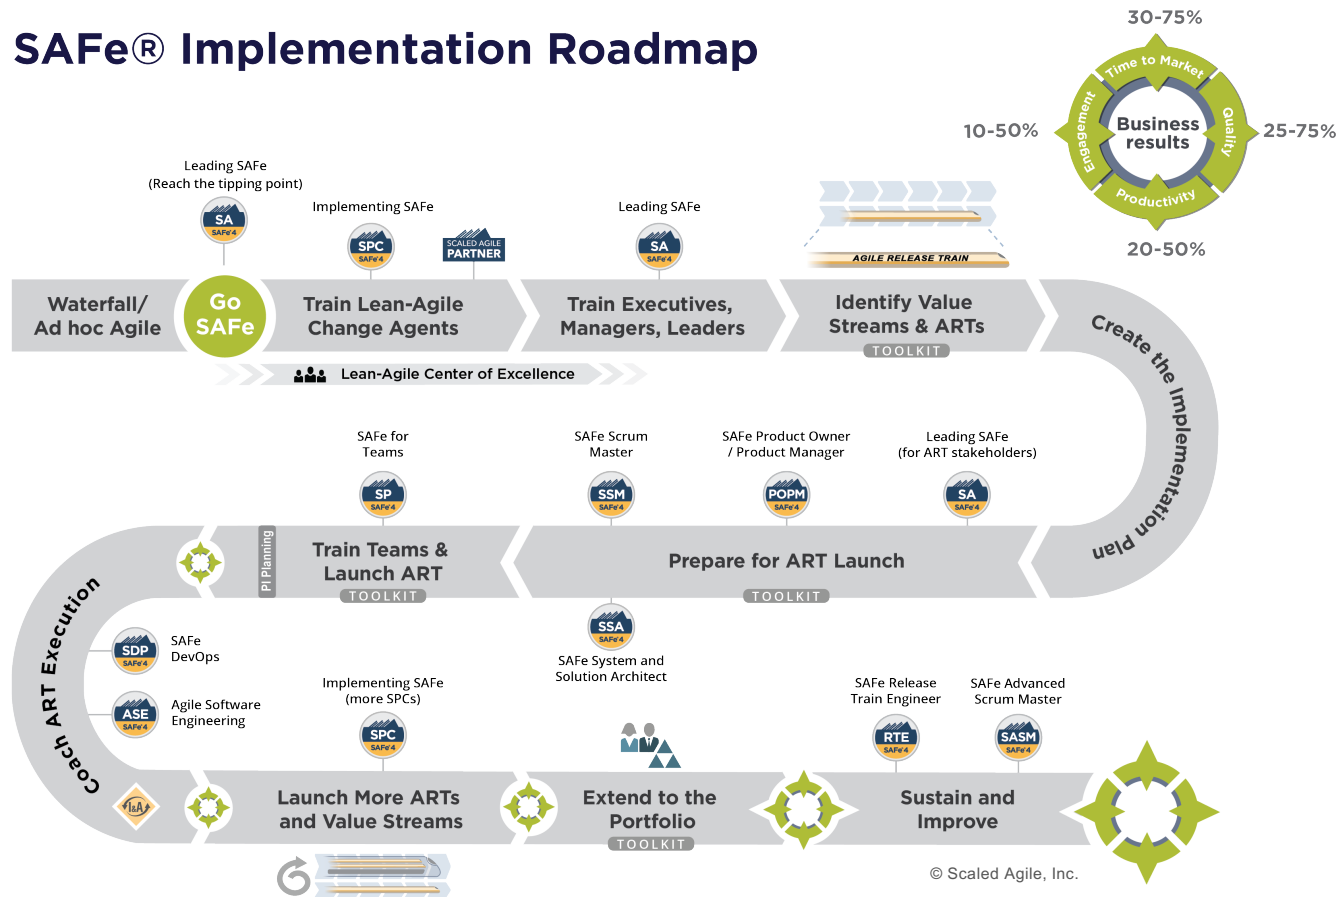 SAFe® Implementation Roadmap
30-75%
Time to Market
10-50%
Engagement
Business
results
Quality
25-75%
Productivity
20-50%
Leading SAFe
(Reach the tipping point)
SA
SAFe®4
Implementing SAFe
SPC
SAFe®4
SCALED AGILE
PARTNER
Leading SAFe
SA
SAFe®4
AGILE RELEASE TRAIN
Waterfall/
Ad hoc Agile
Go
SAFe
Train Lean-Agile
Change Agents
Train Executives,
Managers, Leaders
Identify Value
Streams & ARTs
TOOLKIT
Create the Implementation Plan
Lean-Agile Center of Excellence
SAFe for
Teams
SP
SAFe®4
SAFe Scrum
Master
SSM
SAFe®4
SAFe Product Owner
/ Product Manager
POPM
SAFe®4
Leading SAFe
(for ART stakeholders)
SA
SAFe®4
PI Planning
Train Teams &
Launch ART
TOOLKIT
Prepare for ART Launch
TOOLKIT
SSA
SAFe®4
SAFe System and
Solution Architect
Coach ART Execution
SDP
SAFe®4
SAFe
DevOps
ASE
SAFe®4
Agile Software
Engineering
I&A
Implementing SAFe
(more SPCs)
SPC
SAFe®4
SAFe Release
Train Engineer
RTE
SAFe®4
SAFe Advanced
Scrum Master
SASM
SAFe®4
Launch More ARTs
and Value Streams
Extend to the
Portfolio
TOOLKIT
Sustain and
Improve
© Scaled Agile, Inc.